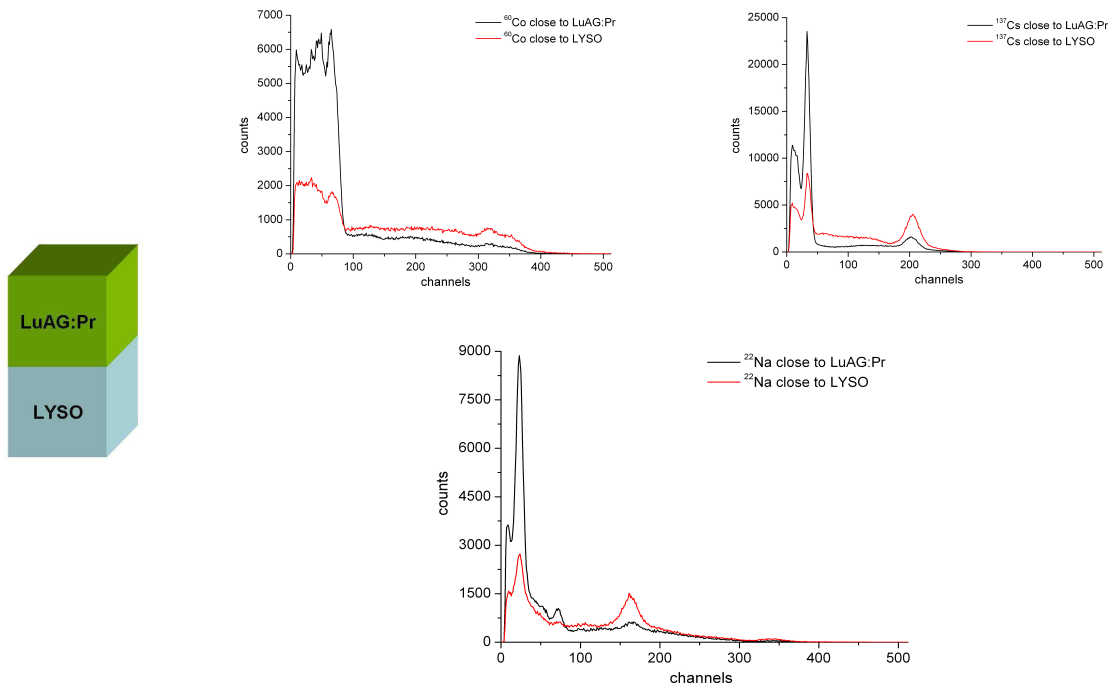 ⁶⁰Co close to LuAG:Pr
⁶⁰Co close to LYSO
7000
6000
5000
4000
3000
2000
1000
0
counts
0 100 200 300 400 500
channels
¹³⁷Cs close to LuAG:Pr
¹³⁷Cs close to LYSO
25000
20000
15000
10000
5000
0
counts
0 100 200 300 400 500
channels
LuAG:Pr
LYSO
²²Na close to LuAG:Pr
²²Na close to LYSO
9000
7500
6000
4500
3000
1500
0
counts
0 100 200 300 400 500
channels